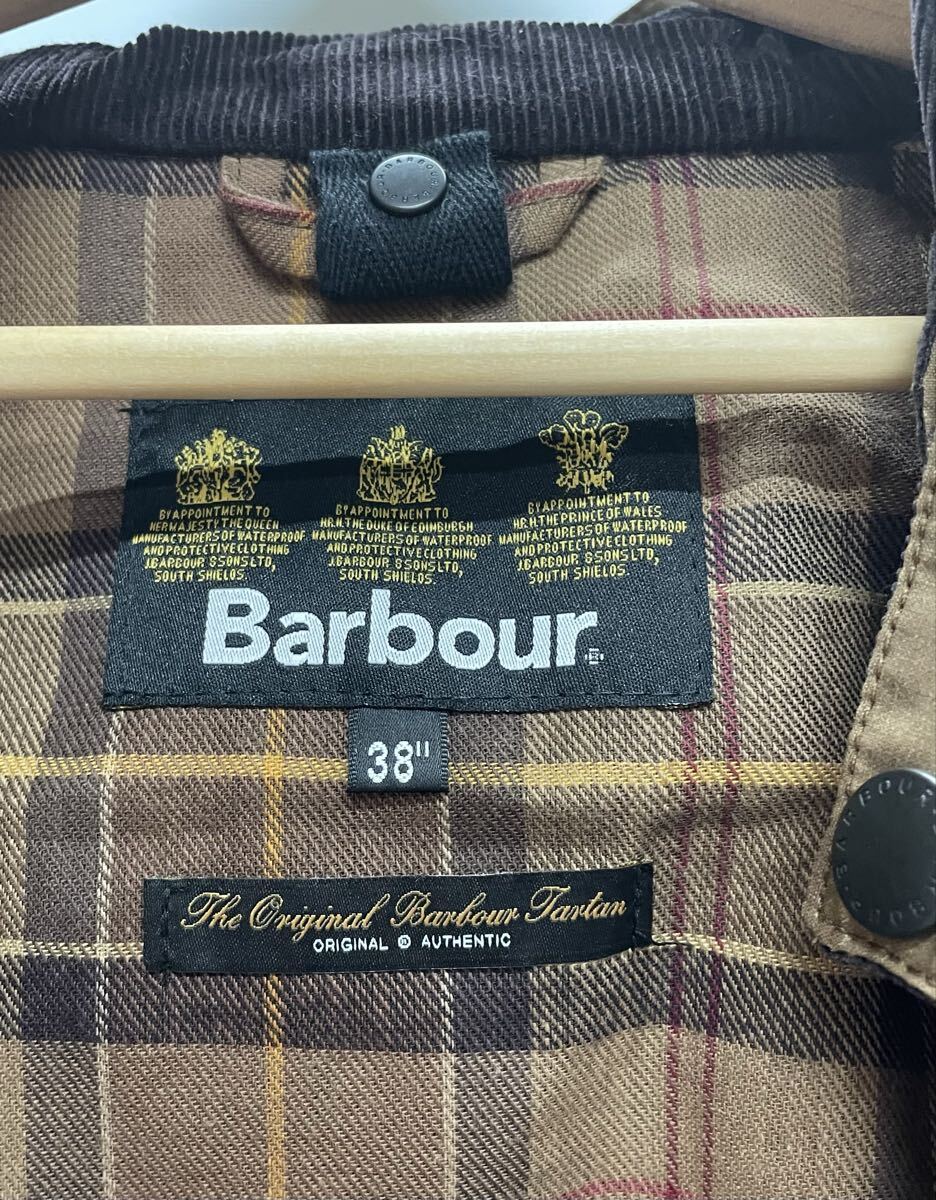 BARBOUR
BY APPOINTMENT TO
HER MAJESTY THE QUEEN
MANUFACTURERS OF WATERPROOF
AND PROTECTIVE CLOTHING
J.BARBOUR & SONS LTD,
SOUTH SHIELDS.
BY APPOINTMENT TO
H.R.H. THE DUKE OF EDINBURGH
MANUFACTURERS OF WATERPROOF
AND PROTECTIVE CLOTHING
J.BARBOUR & SONS LTD,
SOUTH SHIELDS.
BY APPOINTMENT TO
H.R.H. THE PRINCE OF WALES
MANUFACTURERS OF WATERPROOF
AND PROTECTIVE CLOTHING
J.BARBOUR & SONS LTD,
SOUTH SHIELDS.
Barbour®
38"
The Original Barbour Tartan
ORIGINAL ® AUTHENTIC
BARBOUR